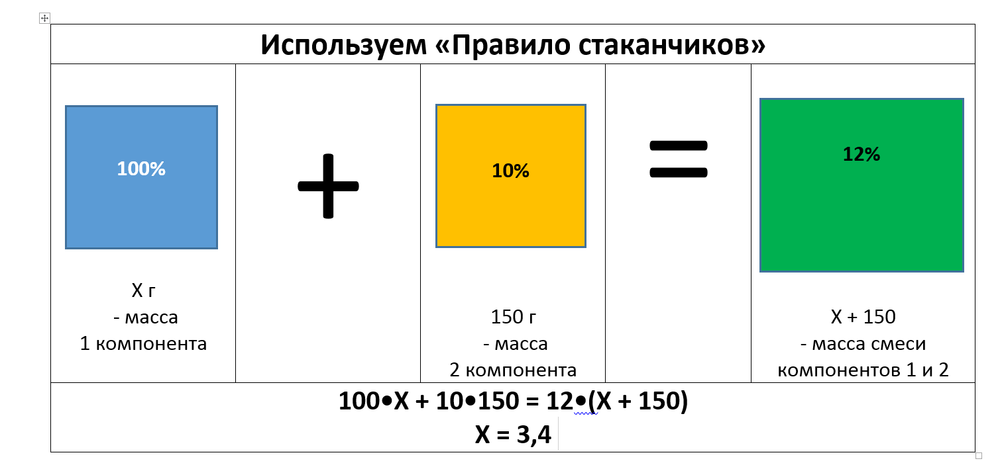 Используем «Правило стаканчиков»
100%
+
10%
=
12%
X г
- масса
1 компонента
150 г
- масса
2 компонента
X + 150
- масса смеси
компонентов 1 и 2
100•X + 10•150 = 12•(X + 150)
X = 3,4